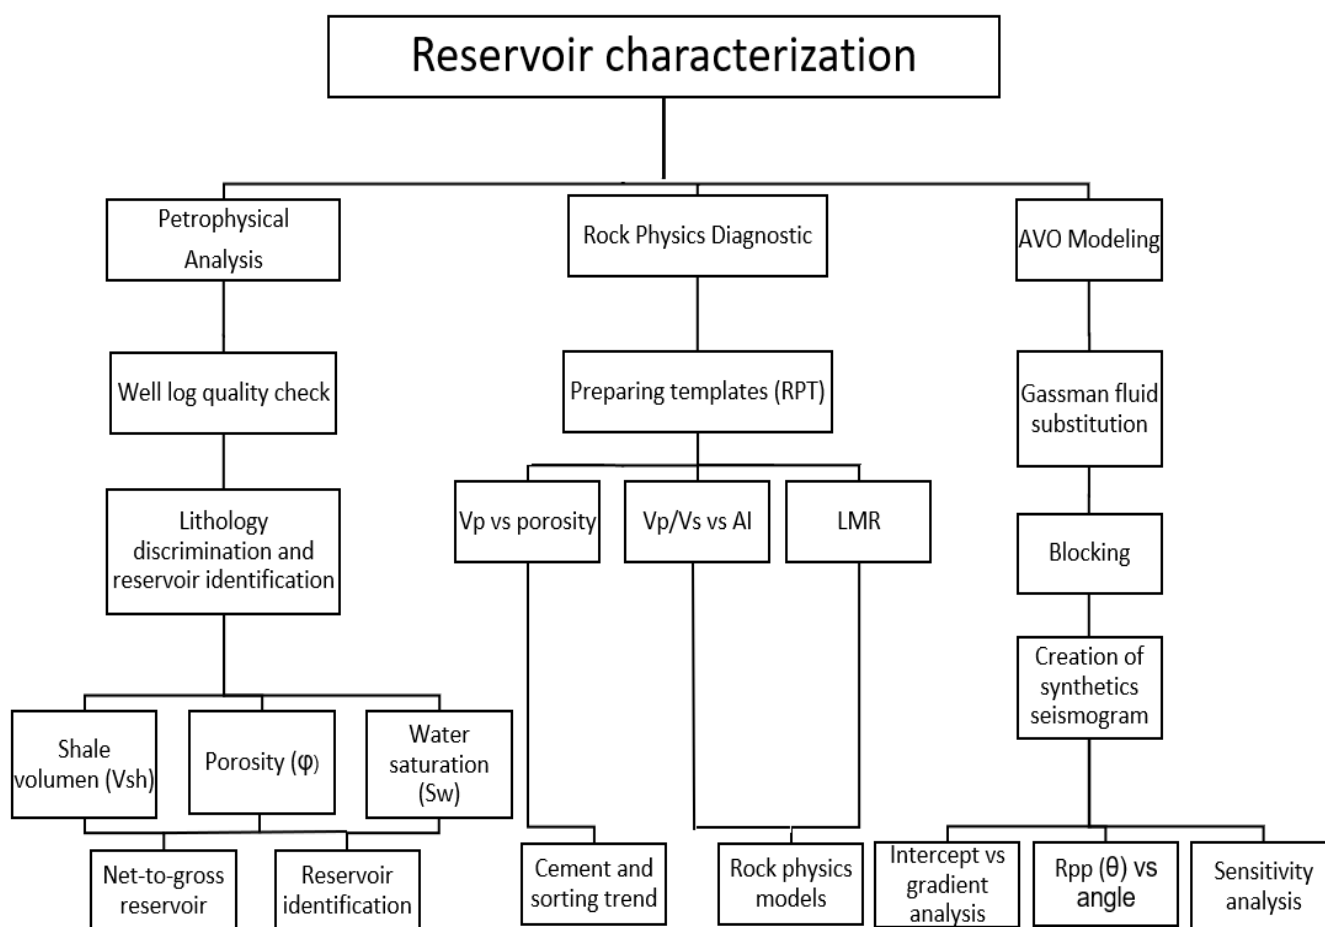 Reservoir characterization
Petrophysical
Analysis
Rock Physics Diagnostic
AVO Modeling
Well log quality check
Preparing templates (RPT)
Gassman fluid
substitution
Lithology
discrimination and
reservoir identification
Vp vs porosity
Vp/Vs vs AI
LMR
Blocking
Creation of
synthetics
seismogram
Shale
volumen (Vsh)
Porosity (φ)
Water
saturation
(Sw)
Net-to-gross
reservoir
Reservoir
identification
Cement and
sorting trend
Rock physics
models
Intercept vs
gradient
analysis
Rpp (θ) vs
angle
Sensitivity
analysis